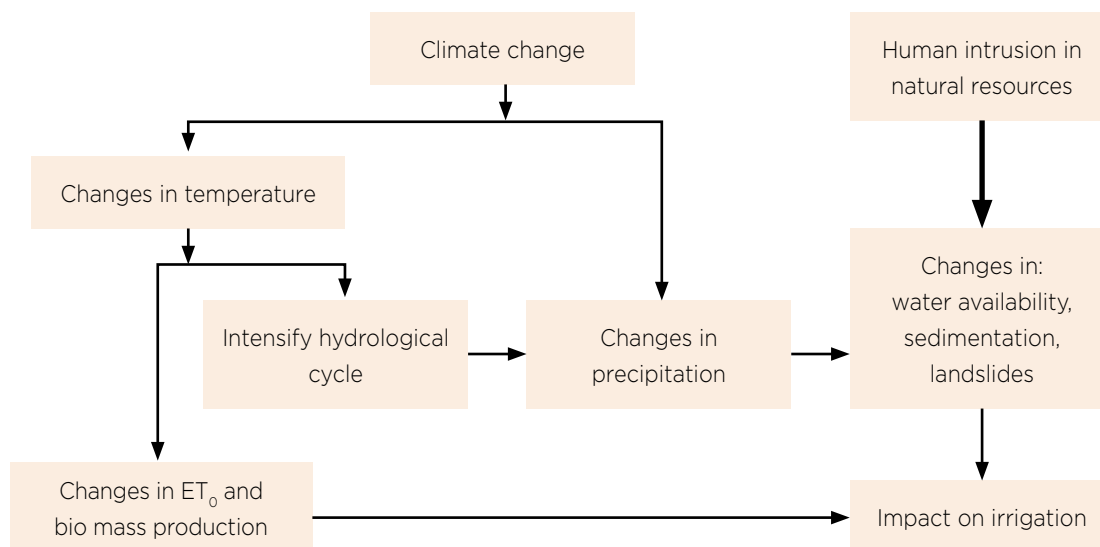 Climate change
Human intrusion in
natural resources
Changes in temperature
Changes in:
water availability,
sedimentation,
landslides
Intensify hydrological
cycle
Changes in
precipitation
Changes in ET₀ and
bio mass production
Impact on irrigation